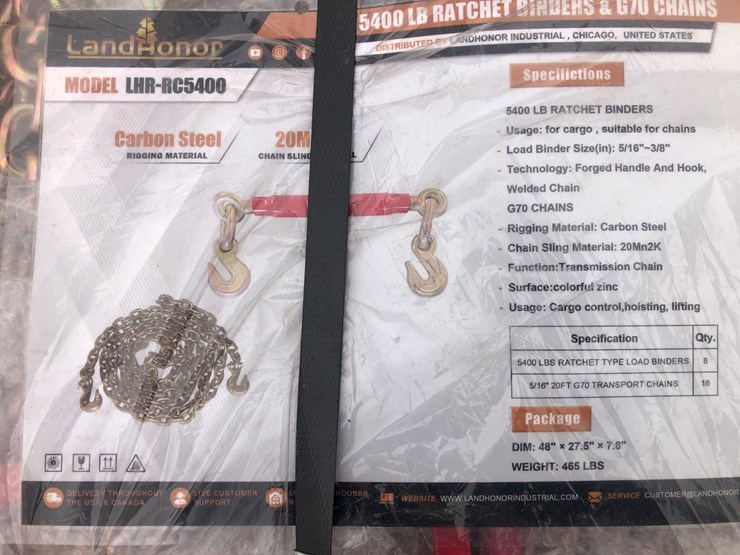 LandHonor
5400 LB RATCHET BINDERS & G70 CHAINS
DISTRIBUTED BY LANDHONOR INDUSTRIAL , CHICAGO, UNITED STATES
MODEL LHR-RC5400
Carbon Steel
RIGGING MATERIAL
20M
CHAIN SLING
Specifictions
5400 LB RATCHET BINDERS
- Usage: for cargo , suitable for chains
- Load Binder Size(in): 5/16"~3/8"
- Technology: Forged Handle And Hook,
Welded Chain
G70 CHAINS
- Rigging Material: Carbon Steel
- Chain Sling Material: 20Mn2K
- Function:Transmission Chain
- Surface:colorful zinc
- Usage: Cargo control,hoisting, lifting
Specification Qty.
5400 LBS RATCHET TYPE LOAD BINDERS 8
5/16" 20FT G70 TRANSPORT CHAINS 16
Package
DIM: 48" × 27.5" × 7.8"
WEIGHT: 465 LBS
DELIVERY THROUGHOUT
THE USA & CANADA
LIVE CUSTOMER
SUPPORT
WEBSITE WWW.LANDHONORINDUSTRIAL.COM
SERVICE CUSTOMER@LANDHONOR